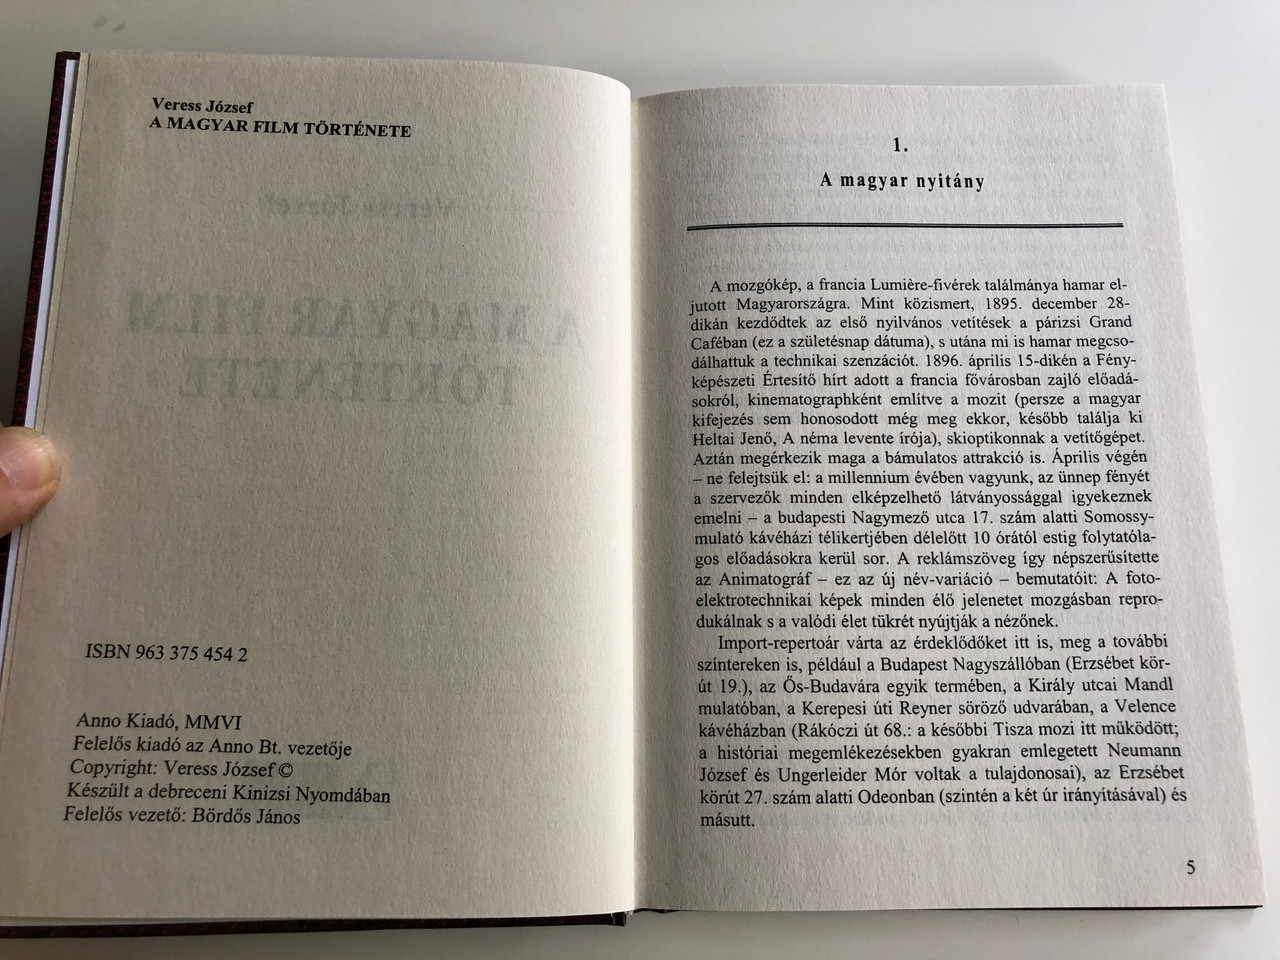 Veress József
A MAGYAR FILM TÖRTÉNETE
ISBN 963 375 454 2
Anno Kiadó, MMVI
Felelős kiadó az Anno Bt. vezetője
Copyright: Veress József ©
Készült a debreceni Kinizsi Nyomdában
Felelős vezető: Bördős János
1.
A magyar nyitány
A mozgókép, a francia Lumière-fivérek találmánya hamar el-
jutott Magyarországra. Mint közismert, 1895. december 28-
dikán kezdődtek az első nyilvános vetítések a párizsi Grand
Caféban (ez a születésnap dátuma), s utána mi is hamar megcso-
dálhattuk a technikai szenzációt. 1896. április 15-dikén a Fény-
képészeti Értesítő hírt adott a francia fővárosban zajló előadá-
sokról, kinematographként említve a mozit (persze a magyar
kifejezés sem honosodott még meg ekkor, később találja ki
Heltai Jenő, A néma levente írója), skioptikonnak a vetítőgépet.
Aztán megérkezik maga a bámulatos attrakció is. Április végén
– ne felejtsük el: a millennium évében vagyunk, az ünnep fényét
a szervezők minden elképzelhető látványossággal igyekeznek
emelni – a budapesti Nagymező utca 17. szám alatti Somossy-
mulató kávéházi télikertjében délelőtt 10 órától estig folytatóla-
gos előadásokra kerül sor. A reklámszöveg így népszerűsítette
az Animatográf – ez az új név-variáció – bemutatóit: A foto-
elektrotechnikai képek minden élő jelenetet mozgásban repro-
dukálnak s a valódi élet tükrét nyújtják a nézőnek.
Import-repertoár várta az érdeklődőket itt is, meg a további
színtereken is, például a Budapest Nagyszállóban (Erzsébet kör-
út 19.), az Ős-Budavára egyik termében, a Király utcai Mandl
mulatóban, a Kerepesi úti Reyner söröző udvarában, a Velence
kávéházban (Rákóczi út 68.: a későbbi Tisza mozi itt működött;
a históriai megemlékezésekben gyakran emlegetett Neumann
József és Ungerleider Mór voltak a tulajdonosai), az Erzsébet
körút 27. szám alatti Odeonban (szintén a két úr irányításával) és
másutt.
5